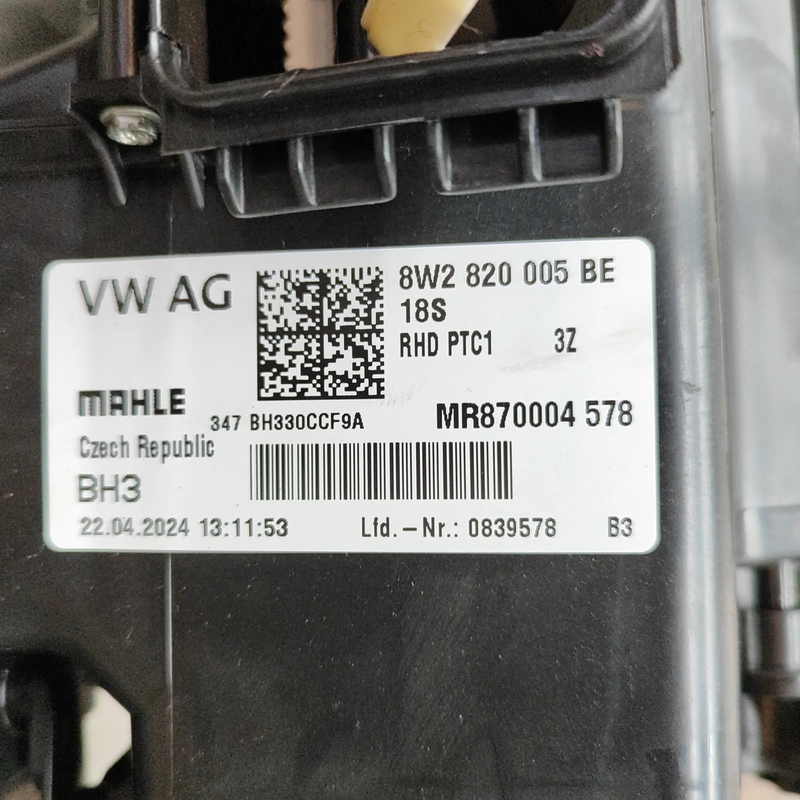 VW AG
8W2 820 005 BE
18S
RHD PTC1 3Z
MAHLE
347 BH330CCF9A
MR870004 578
Czech Republic
BH3
22.04.2024 13:11:53 Lfd.-Nr.: 0839578 B3